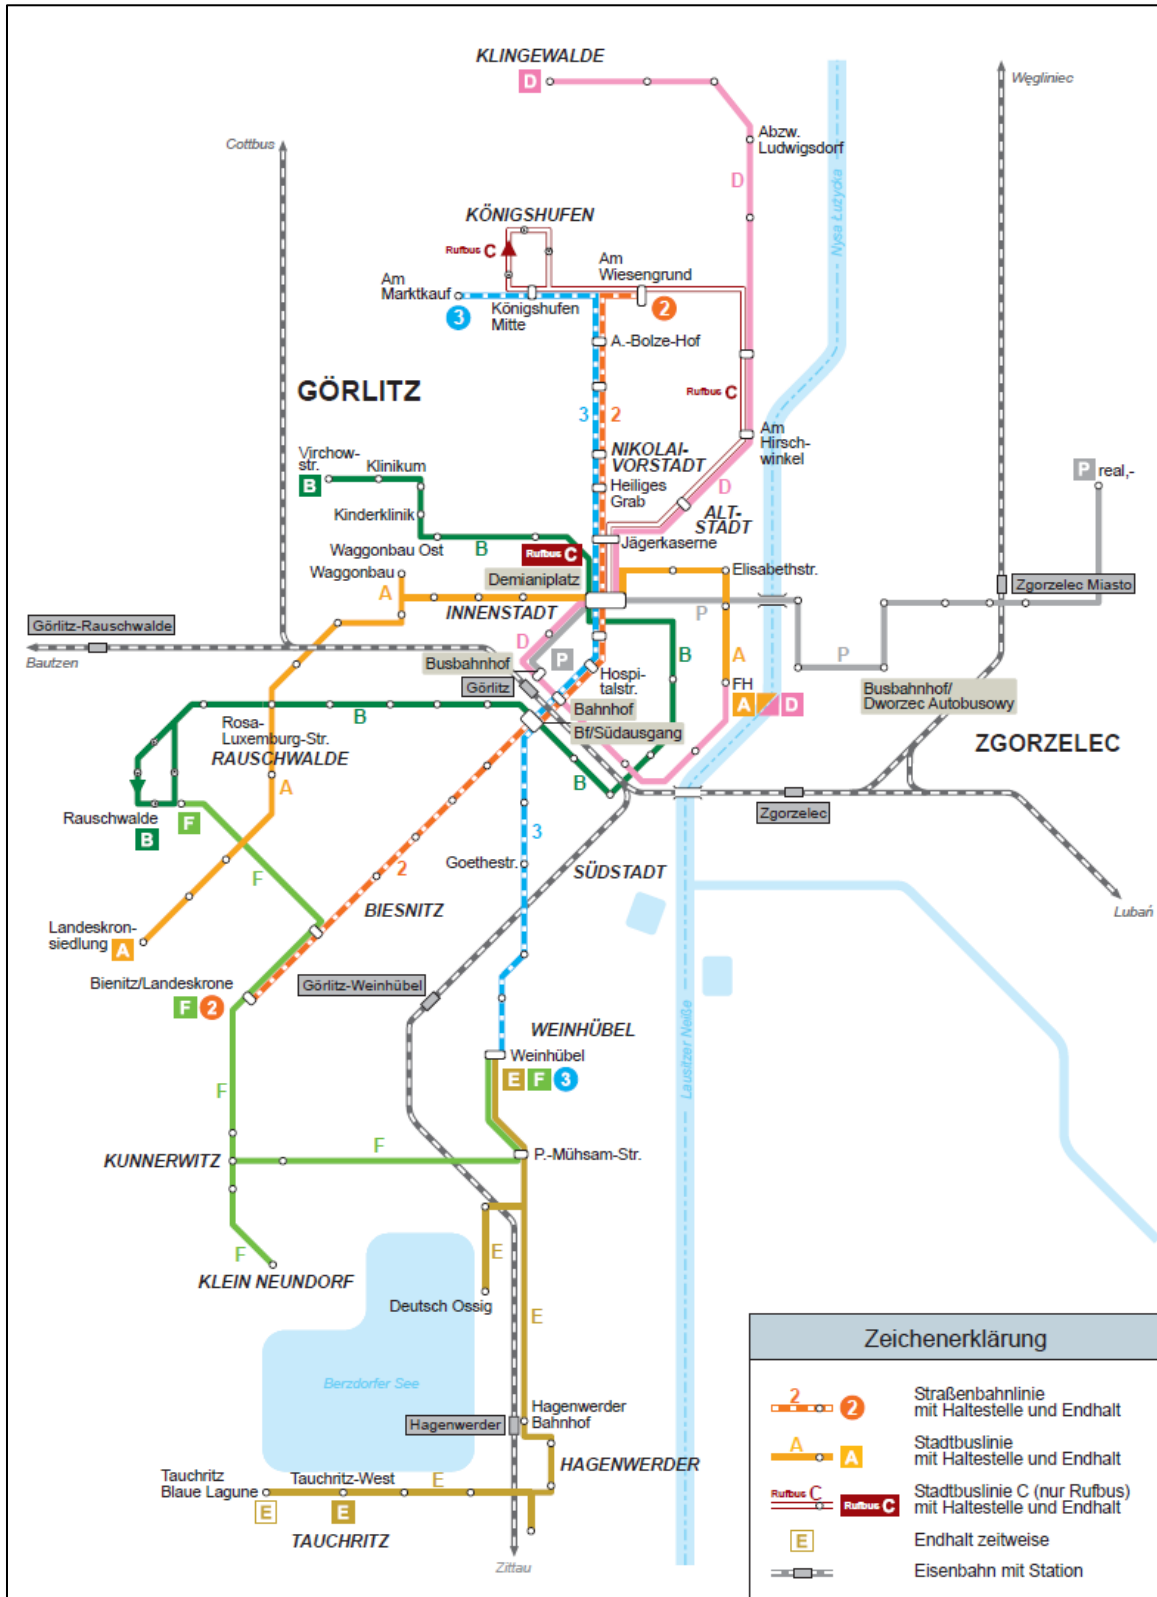 KLINGEWALDE
D
Węgliniec
Cottbus
Abzw.
Ludwigsdorf
D
Nysa Łużycka
KÖNIGSHUFEN
Rufbus C
Am
Wiesengrund
Am
Marktkauf
3
Königshufen
Mitte
2
A.-Bolze-Hof
GÖRLITZ
Rufbus C
3
2
Am
Hirsch-
winkel
NIKOLAI-
VORSTADT
Virchow-
str.
B
Klinikum
P
real,-
Heiliges
Grab
D
ALT-
STADT
Kinderklinik
Waggonbau Ost
B
Rufbus C
Jägerkaserne
Waggonbau
Demianiplatz
Elisabethstr.
Zgorzelec Miasto
A
INNENSTADT
P
Görlitz-Rauschwalde
D
P
B
A
P
Bautzen
Busbahnhof
Hospi-
talstr.
Görlitz
FH
A
D
Busbahnhof/
Dworzec Autobusowy
Bahnhof
B
Rosa-
Luxemburg-Str.
RAUSCHWALDE
Bf/Südausgang
ZGORZELEC
A
B
Rauschwalde
F
B
Zgorzelec
3
Goethestr.
2
SÜDSTADT
F
BIESNITZ
Lubań
Landeskron-
siedlung
A
Bienitz/Landeskrone
F
2
Görlitz-Weinhübel
WEINHÜBEL
Weinhübel
E
F
3
Lausitzer Neiße
F
F
KUNNERWITZ
P.-Mühsam-Str.
F
KLEIN NEUNDORF
E
Deutsch Ossig
E
Berzdorfer See
Zeichenerklärung
2
2
Straßenbahnlinie
mit Haltestelle und Endhalt
A
A
Stadtbuslinie
mit Haltestelle und Endhalt
Rufbus C
Rufbus C
Stadtbuslinie C (nur Rufbus)
mit Haltestelle und Endhalt
E
Endhalt zeitweise
Eisenbahn mit Station
Hagenwerder
Hagenwerder
Bahnhof
HAGENWERDER
Tauchritz
Blaue Lagune
E
Tauchritz-West
E
E
TAUCHRITZ
Zittau